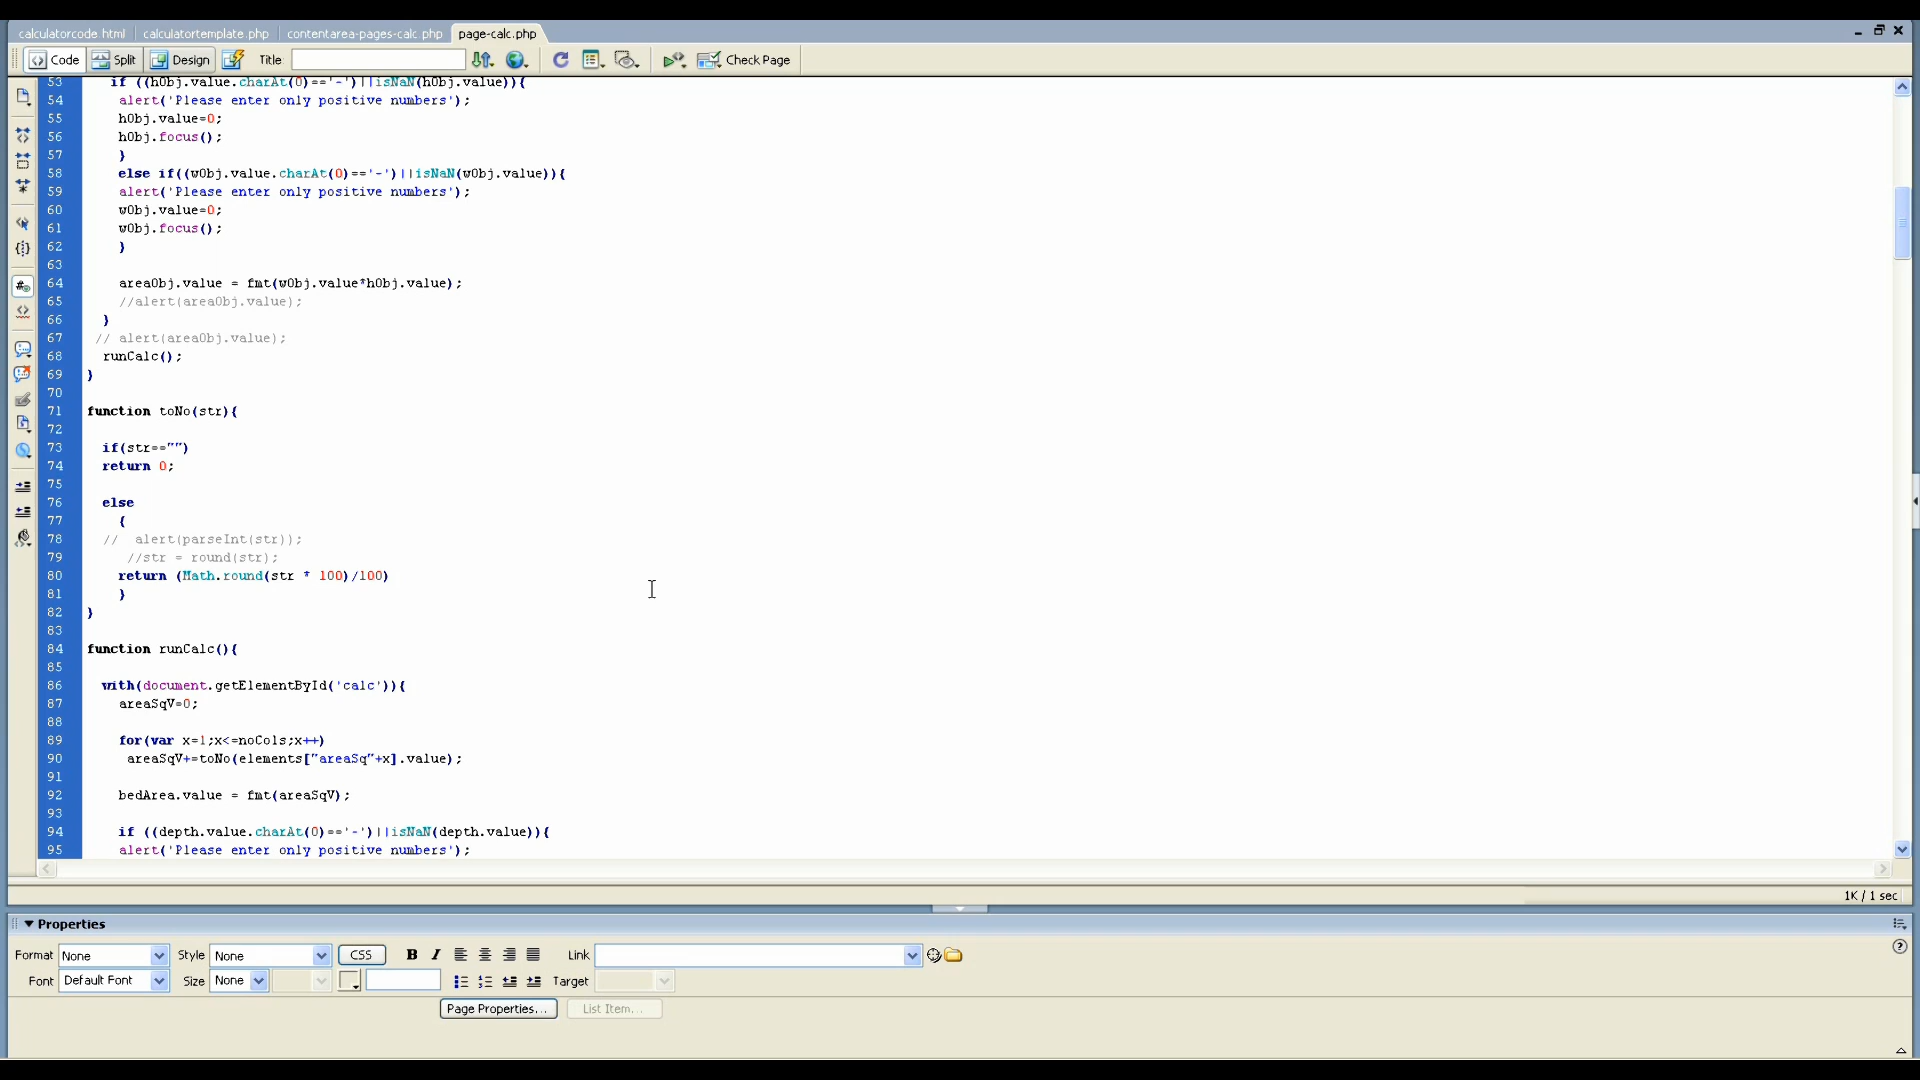 calculatorcode html calculatortemplate.php contentarea-pages-calc php page-calc.php
Code Split Design Title Check Page
53 if ((hObj.value.charAt(0)=='-')||isNaN(hObj.value)){
54 alert('Please enter only positive numbers');
55 hObj.value=0;
56 hObj.focus();
57 }
58 else if((wObj.value.charAt(0)=='-')||isNaN(wObj.value)){
59 alert('Please enter only positive numbers');
60 wObj.value=0;
61 wObj.focus();
62 }
63
64 areaObj.value = fmt(wObj.value*hObj.value);
65 //alert(areaObj.value);
66 }
67 // alert(areaObj.value);
68 runCalc();
69 }
70
71 function toNo(str){
72
73 if(str=="")
74 return 0;
75
76 else
77 {
78 // alert(parseInt(str));
79 //str = round(str);
80 return (Math.round(str * 100)/100)
81 }
82 }
83
84 function runCalc(){
85
86 with(document.getElementById('calc')){
87 areaSqV=0;
88
89 for(var x=1;x<=noCols;x++)
90 areaSqV+=toNo(elements["areaSq"+x].value);
91
92 bedArea.value = fmt(areaSqV);
93
94 if ((depth.value.charAt(0)=='-')||isNaN(depth.value)){
95 alert('Please enter only positive numbers');
1K / 1 sec
Properties
Format None Style None CSS B I Link
Font Default Font Size None Target
Page Properties... List Item...